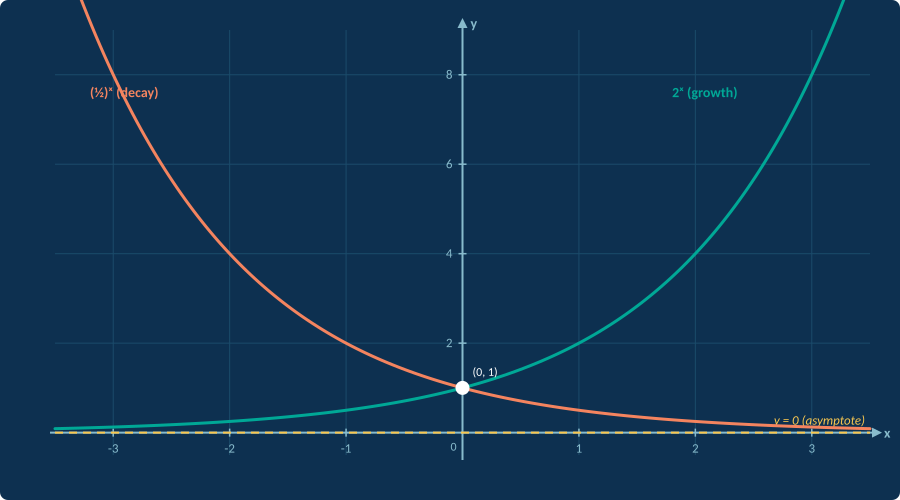 y
8
(½)ˣ (decay)
2ˣ (growth)
6
4
2
(0, 1)
y = 0 (asymptote)
x
-3
-2
-1
0
1
2
3